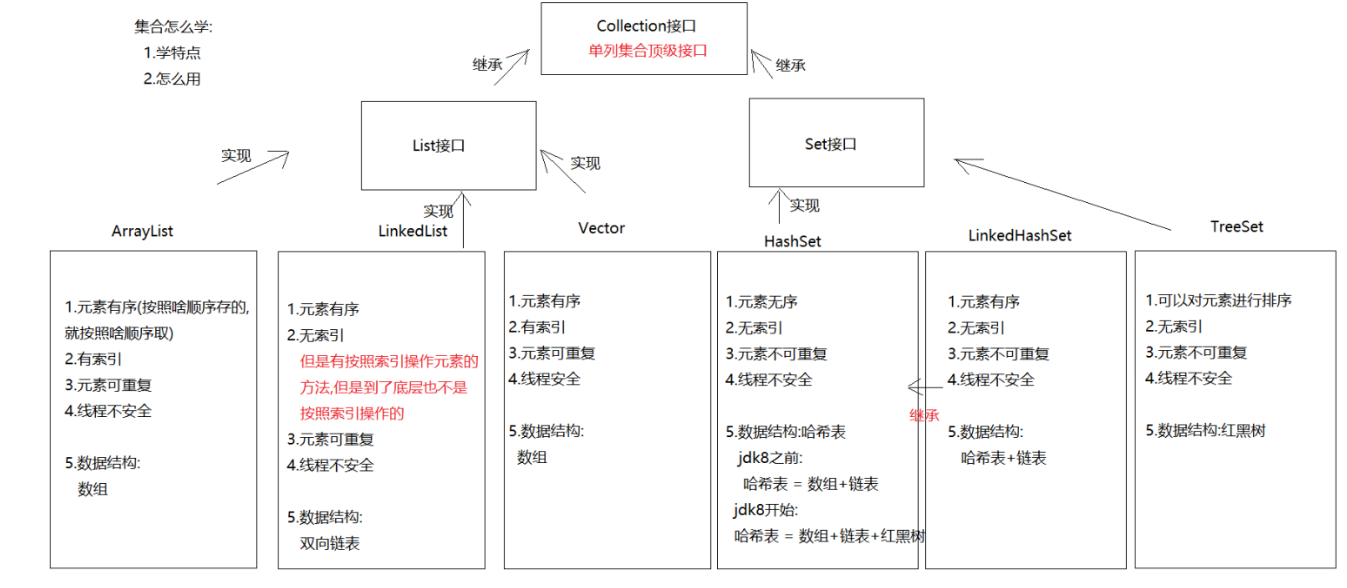 集合怎么学:
1.学特点
2.怎么用
Collection接口
单列集合顶级接口
继承
继承
List接口
Set接口
实现
实现
实现
实现
ArrayList
LinkedList
Vector
HashSet
LinkedHashSet
TreeSet
1.元素有序(按照啥顺序存的,
就按照啥顺序取)
2.有索引
3.元素可重复
4.线程不安全
5.数据结构:
数组
1.元素有序
2.无索引
但是有按照索引操作元素的
方法,但是到了底层也不是
按照索引操作的
3.元素可重复
4.线程不安全
5.数据结构:
双向链表
1.元素有序
2.有索引
3.元素可重复
4.线程安全
5.数据结构:
数组
1.元素无序
2.无索引
3.元素不可重复
4.线程不安全
5.数据结构:哈希表
jdk8之前:
哈希表 = 数组+链表
jdk8开始:
哈希表 = 数组+链表+红黑树
继承
1.元素有序
2.无索引
3.元素不可重复
4.线程不安全
5.数据结构:
哈希表+链表
1.可以对元素进行排序
2.无索引
3.元素不可重复
4.线程不安全
5.数据结构:红黑树